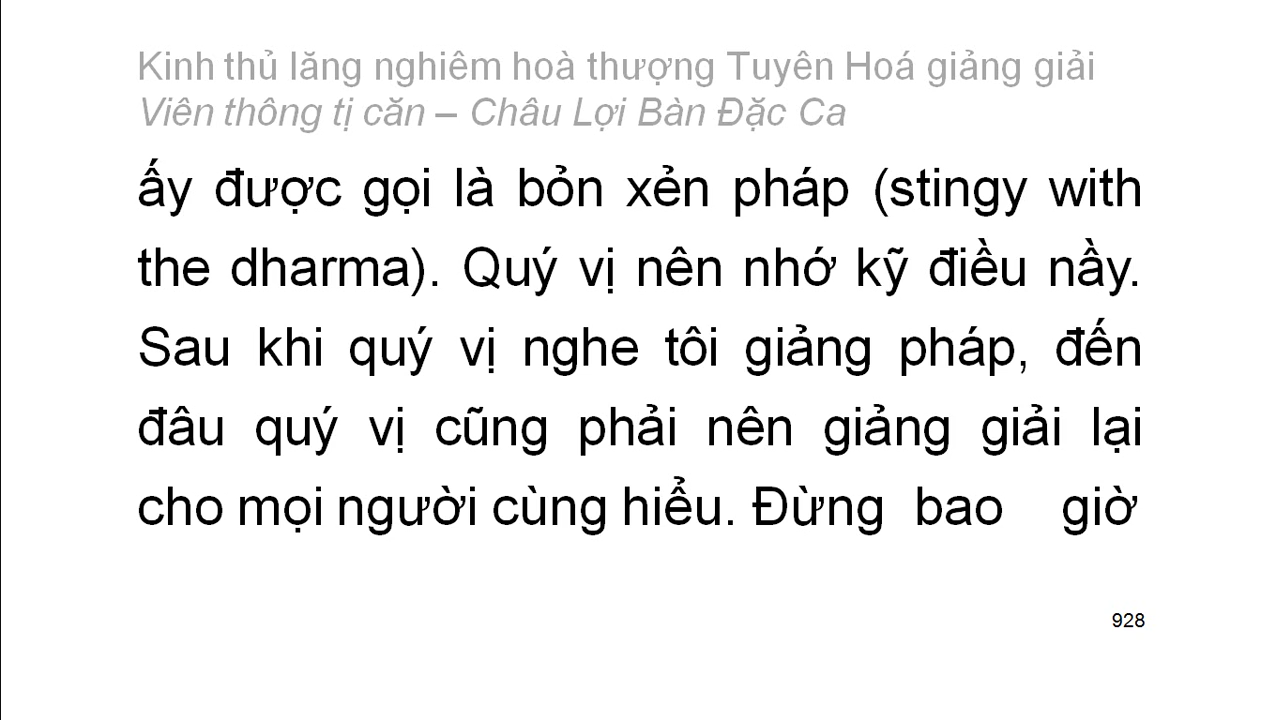 Kinh thủ lăng nghiêm hoà thượng Tuyên Hoá giảng giải
Viên thông tị căn – Châu Lợi Bàn Đặc Ca
ấy được gọi là bỏn xẻn pháp (stingy with
the dharma). Quý vị nên nhớ kỹ điều nầy.
Sau khi quý vị nghe tôi giảng pháp, đến
đâu quý vị cũng phải nên giảng giải lại
cho mọi người cùng hiểu. Đừng bao giờ
928